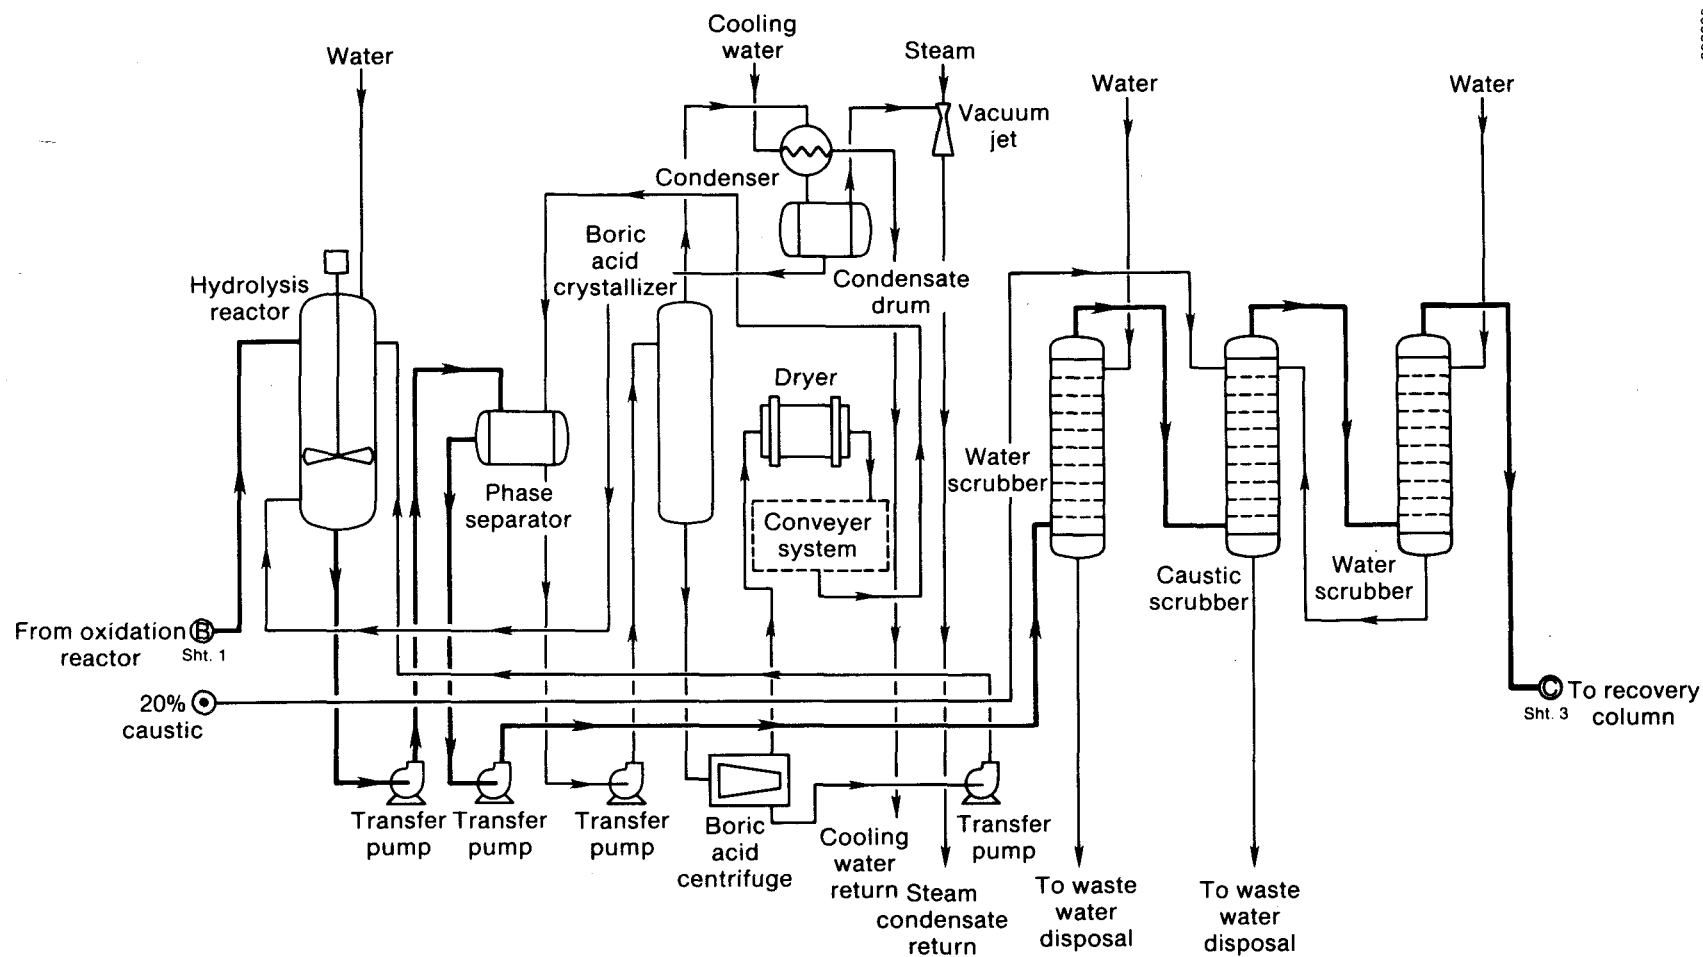 Cooling
water
Steam
Water
Water
Water
Vacuum
jet
Condenser
Boric
acid
crystallizer
Condensate
drum
Hydrolysis
reactor
Dryer
Water
scrubber
Phase
separator
Conveyer
system
Caustic
scrubber
Water
scrubber
From oxidation
reactor
B
Sht. 1
20%
caustic
C
Sht. 3
To recovery
column
Transfer
pump
Transfer
pump
Transfer
pump
Boric
acid
centrifuge
Cooling
water
return
Steam
condensate
return
Transfer
pump
To waste
water
disposal
To waste
water
disposal